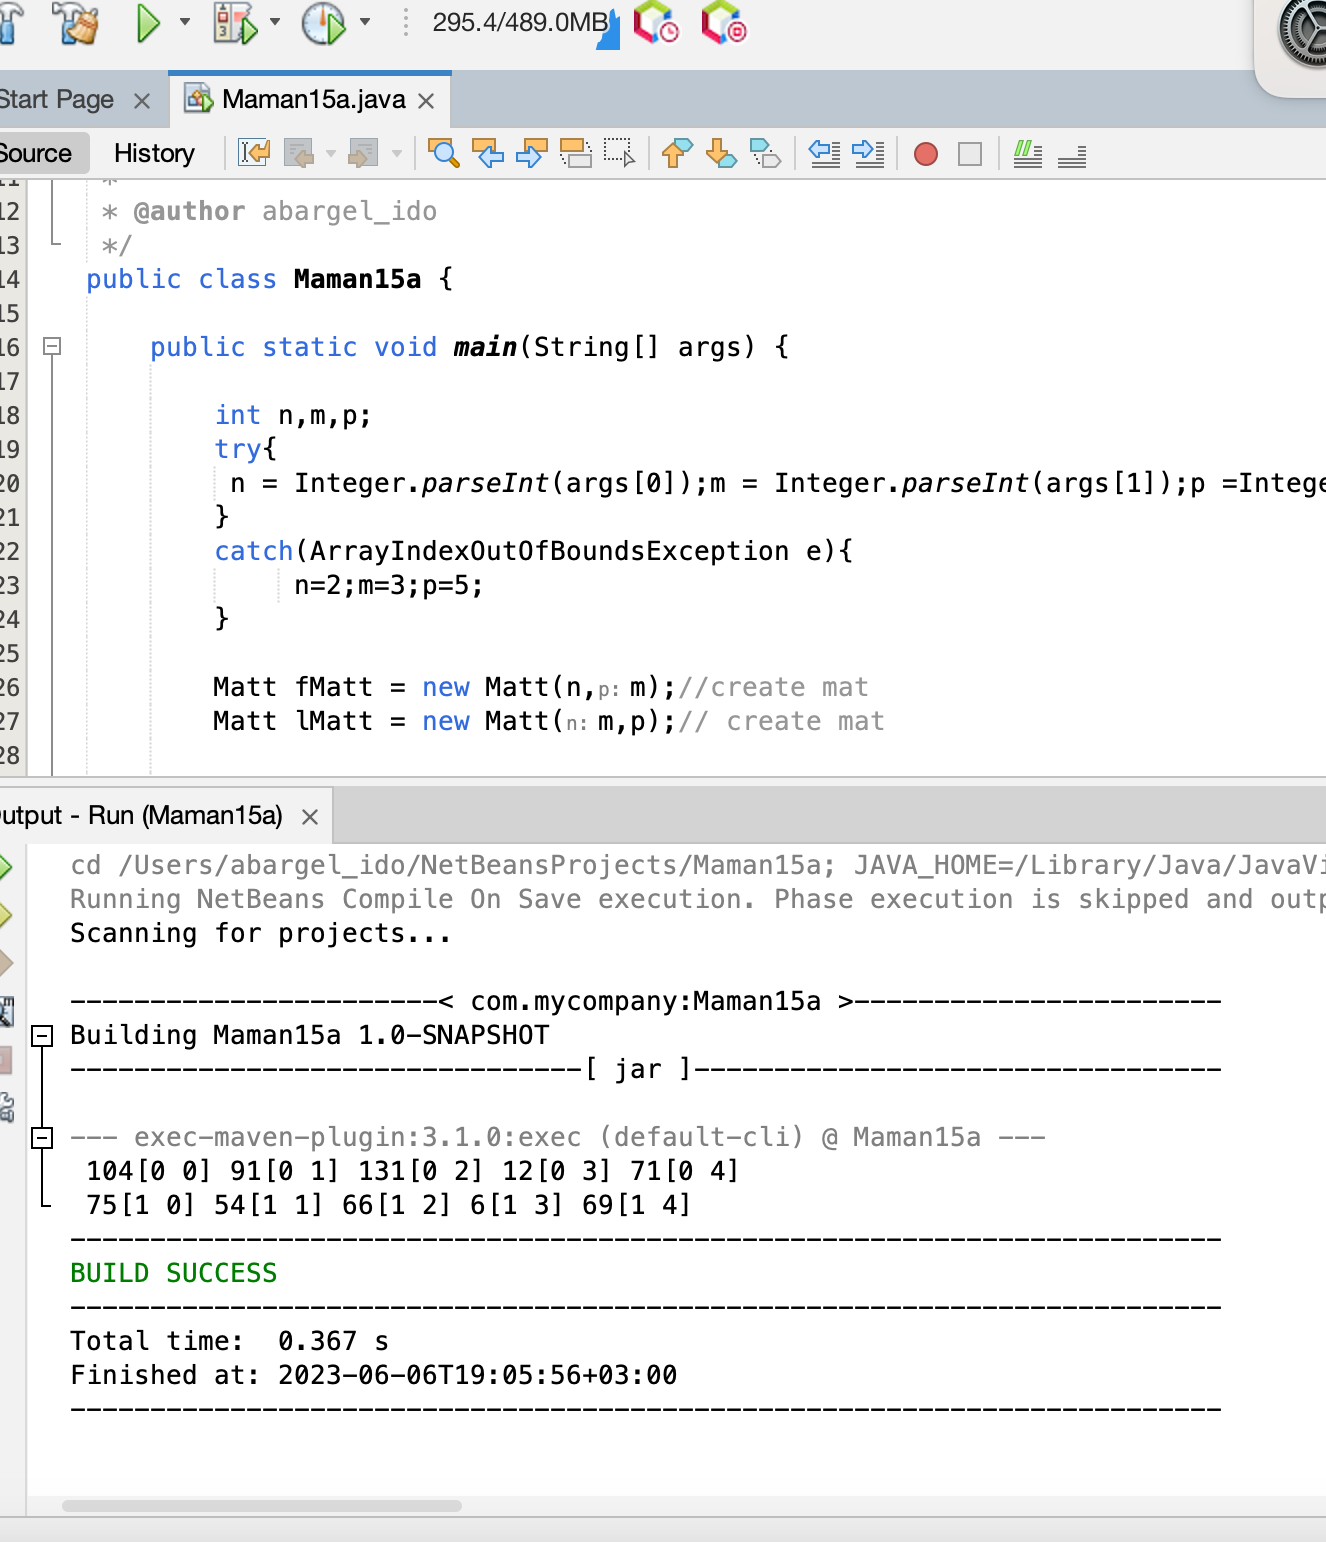 295.4/489.0MB
Start Page
Maman15a.java
Source History
12 * @author abargel_ido
13 */
14 public class Maman15a {
15
16 public static void main(String[] args) {
17
18 int n,m,p;
19 try{
20 n = Integer.parseInt(args[0]);m = Integer.parseInt(args[1]);p =Intege
21 }
22 catch(ArrayIndexOutOfBoundsException e){
23 n=2;m=3;p=5;
24 }
25
26 Matt fMatt = new Matt(n,p: m);//create mat
27 Matt lMatt = new Matt(n: m,p);// create mat
28
utput - Run (Maman15a)
cd /Users/abargel_ido/NetBeansProjects/Maman15a; JAVA_HOME=/Library/Java/JavaVi
Running NetBeans Compile On Save execution. Phase execution is skipped and outp
Scanning for projects...
-----------------------< com.mycompany:Maman15a >-----------------------
Building Maman15a 1.0-SNAPSHOT
--------------------------------[ jar ]---------------------------------
--- exec-maven-plugin:3.1.0:exec (default-cli) @ Maman15a ---
104[0 0] 91[0 1] 131[0 2] 12[0 3] 71[0 4]
75[1 0] 54[1 1] 66[1 2] 6[1 3] 69[1 4]
------------------------------------------------------------------------
BUILD SUCCESS
------------------------------------------------------------------------
Total time:  0.367 s
Finished at: 2023-06-06T19:05:56+03:00
------------------------------------------------------------------------